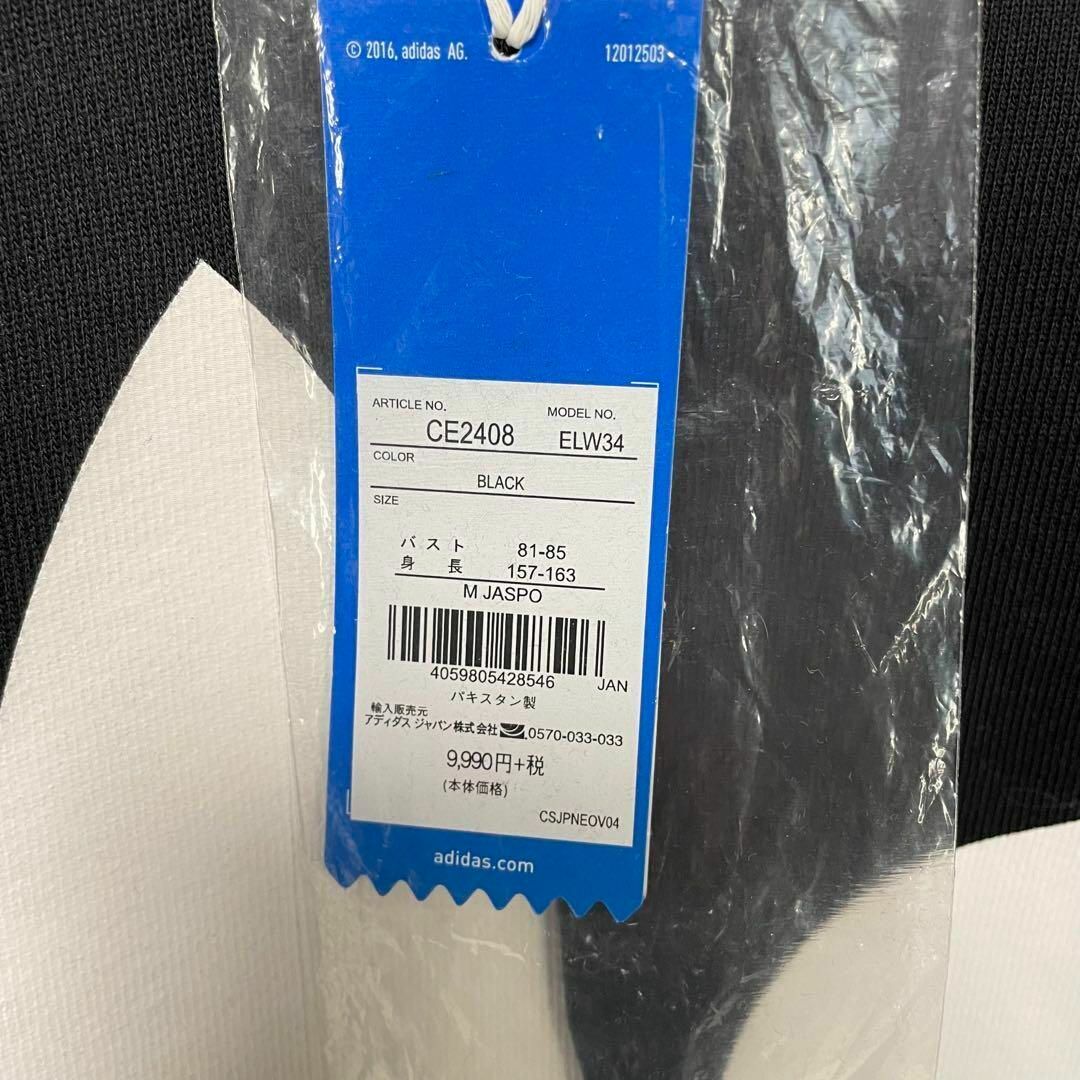 © 2016, adidas AG. 12012503
ARTICLE NO. MODEL NO.
CE2408 ELW34
COLOR
BLACK
SIZE
バスト 81-85
身長 157-163
M JASPO
4059805428546 JAN
パキスタン製
輸入販売元
アディダス ジャパン株式会社 0570-033-033
9,990円+税
(本体価格)
CSJPNEOV04
adidas.com